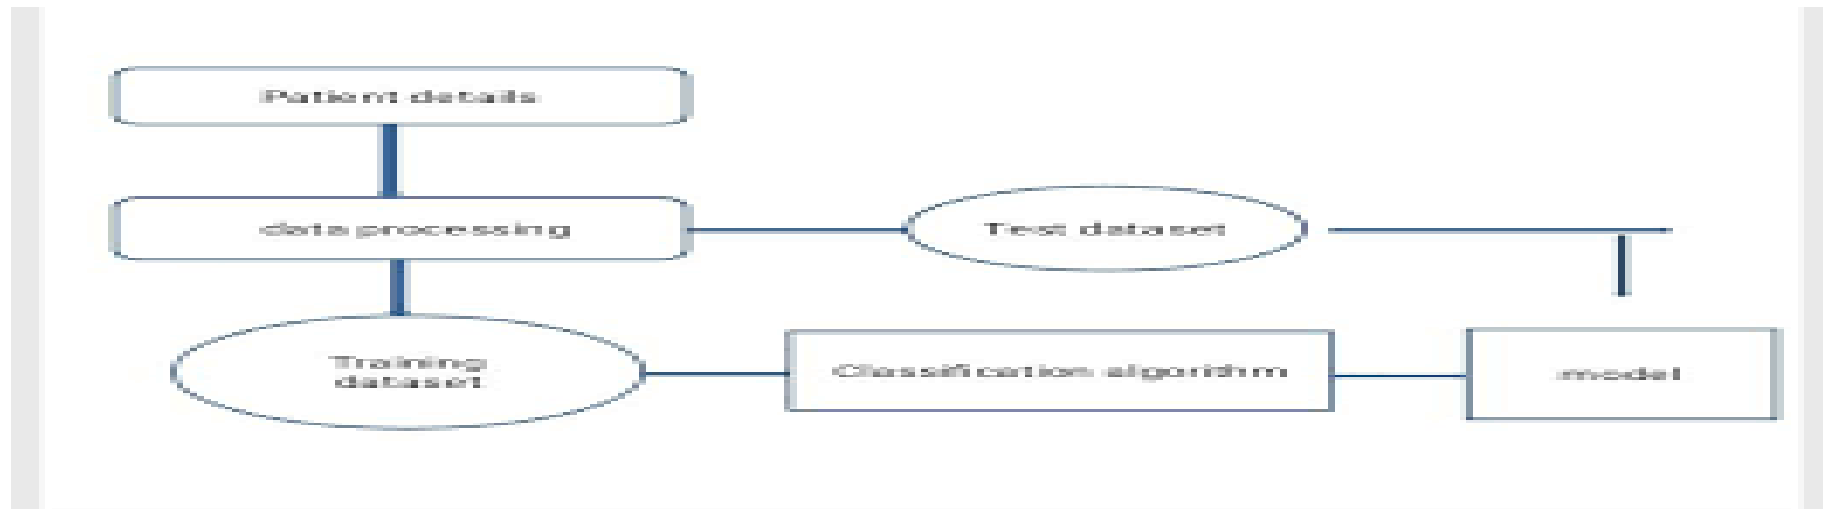 Patient details
data processing
Test dataset
Training
dataset
Classification algorithm
model